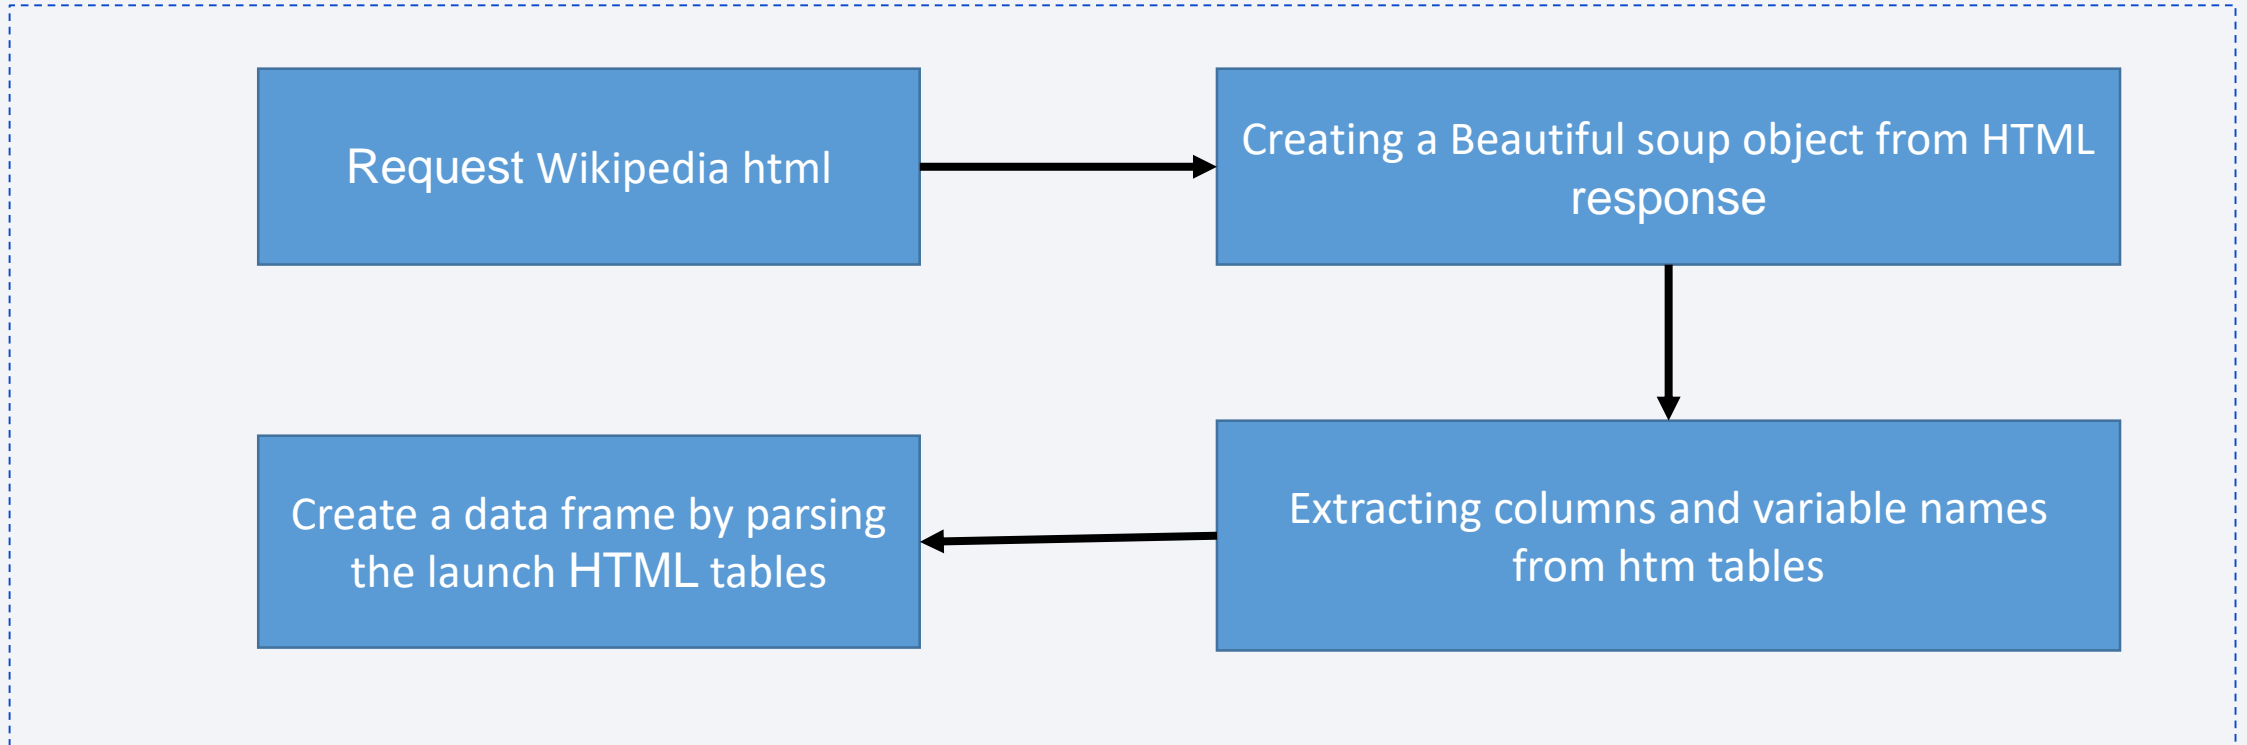 Request Wikipedia html
Creating a Beautiful soup object from HTML
response
Extracting columns and variable names
from htm tables
Create a data frame by parsing
the launch HTML tables